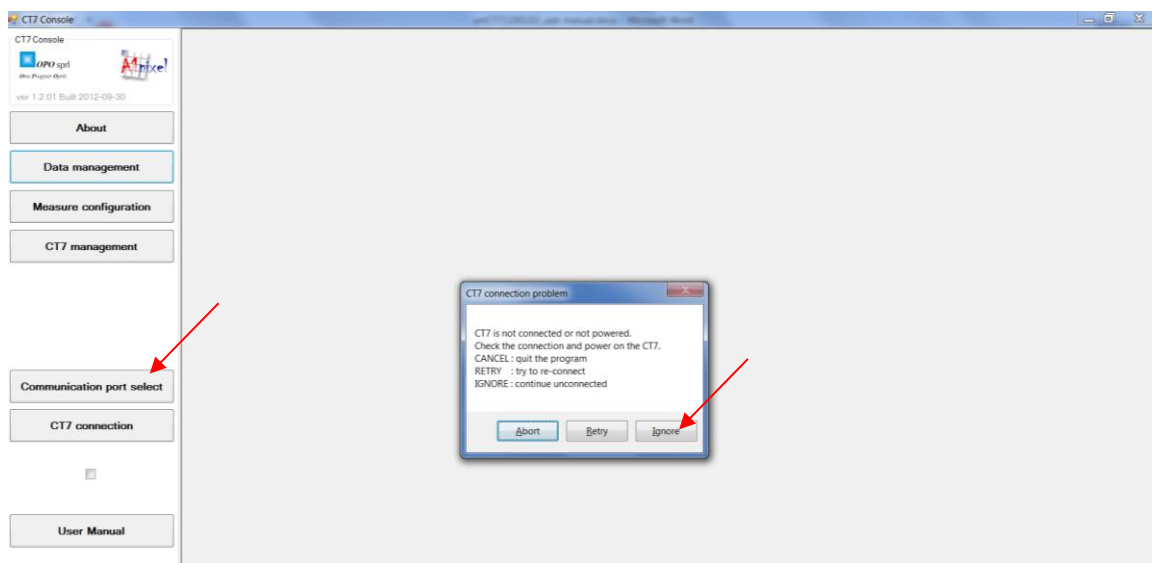 CT7 Console
CT7 Console
OPO sprl
A1pixel
ver 1.2.01 Built 2012-09-30
About
Data management
Measure configuration
CT7 management
CT7 connection problem
CT7 is not connected or not powered.
Check the connection and power on the CT7.
CANCEL : quit the program
RETRY : try to re-connect
IGNORE : continue unconnected
Abort
Retry
Ignore
Communication port select
CT7 connection
User Manual